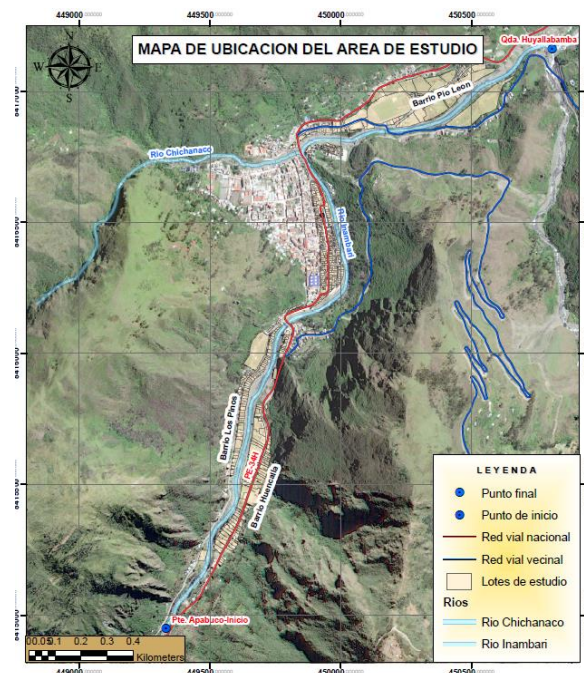 449000 449500 450000 450500
MAPA DE UBICACION DEL AREA DE ESTUDIO
N
W E
S
Qda. Huyallabamba
Barrio Pio Leon
Rio Chichanaco
Rio Inambari
Barrio Los Pinos
PE-34H
Barrio Huencalla
Pte. Apabuco-Inicio
LEYENDA
Punto final
Punto de inicio
Red vial nacional
Red vial vecinal
Lotes de estudio
Rios
Rio Chichanaco
Rio Inambari
00.05 0.1 0.2 0.3 0.4
Kilometers
449000 449500 450000 450500